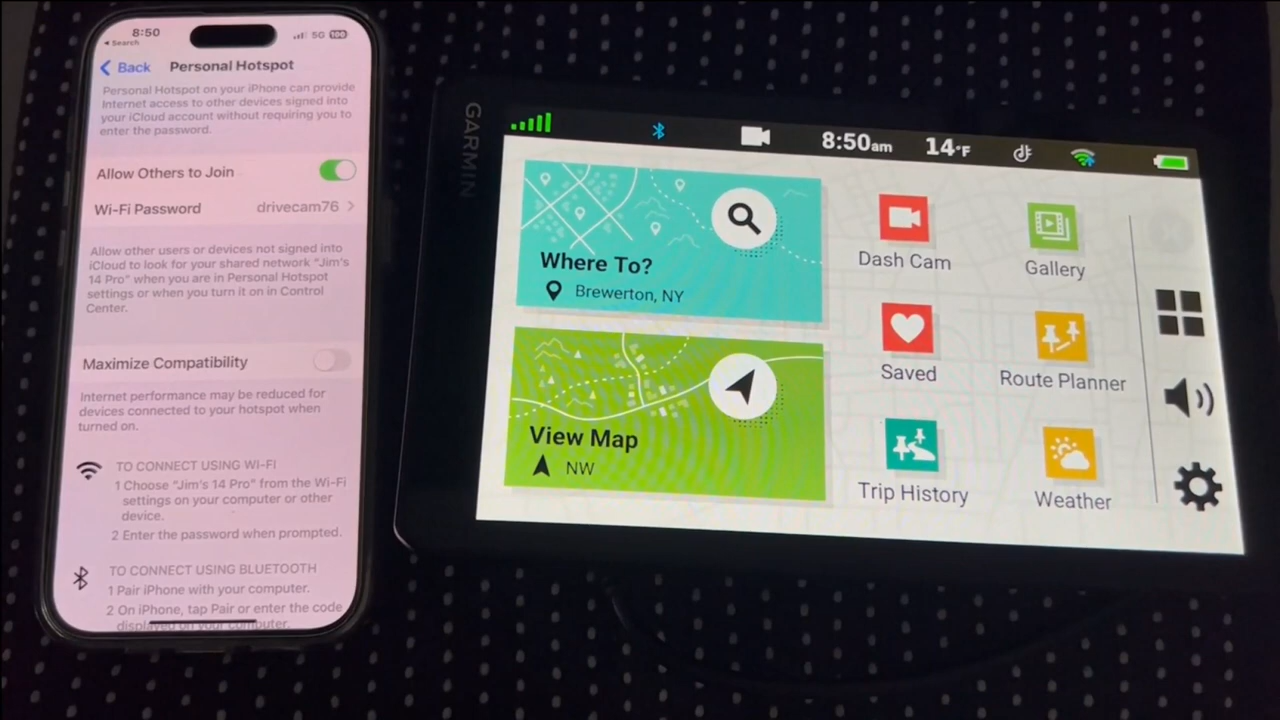 8:50
5G 100
Search
Back Personal Hotspot
Personal Hotspot on your iPhone can provide
Internet access to other devices signed into
your iCloud account without requiring you to
enter the password.
Allow Others to Join
Wi-Fi Password drivecam76
Allow other users or devices not signed into
iCloud to look for your shared network "Jim's
14 Pro" when you are in Personal Hotspot
settings or when you turn it on in Control
Center.
Maximize Compatibility
Internet performance may be reduced for
devices connected to your hotspot when
turned on.
TO CONNECT USING WI-FI
1 Choose "Jim's 14 Pro" from the Wi-Fi
settings on your computer or other
device.
2 Enter the password when prompted.
TO CONNECT USING BLUETOOTH
1 Pair iPhone with your computer.
2 On iPhone, tap Pair or enter the code
displayed on your computer.
GARMIN
8:50am 14°F
Where To?
Brewerton, NY
View Map
NW
Dash Cam
Gallery
Saved
Route Planner
Trip History
Weather